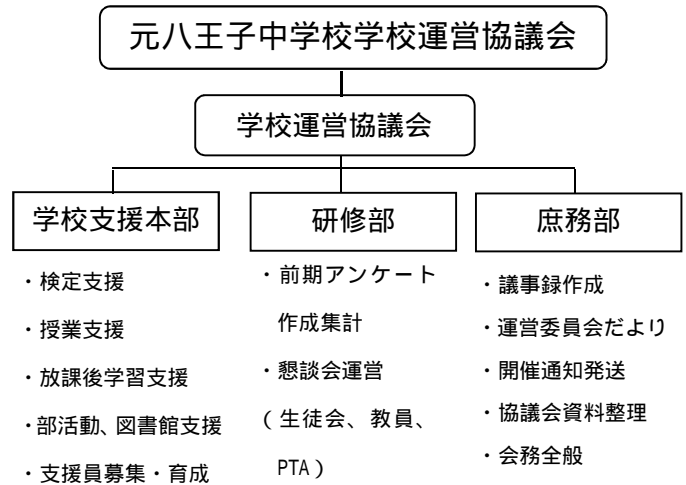 元八王子中学校学校運営協議会
学校運営協議会
学校支援本部
・検定支援
・授業支援
・放課後学習支援
・部活動、図書館支援
・支援員募集・育成
研修部
・前期アンケート
作成集計
・懇談会運営
(生徒会、教員、
PTA)
庶務部
・議事録作成
・運営委員会だより
・開催通知発送
・協議会資料整理
・会務全般